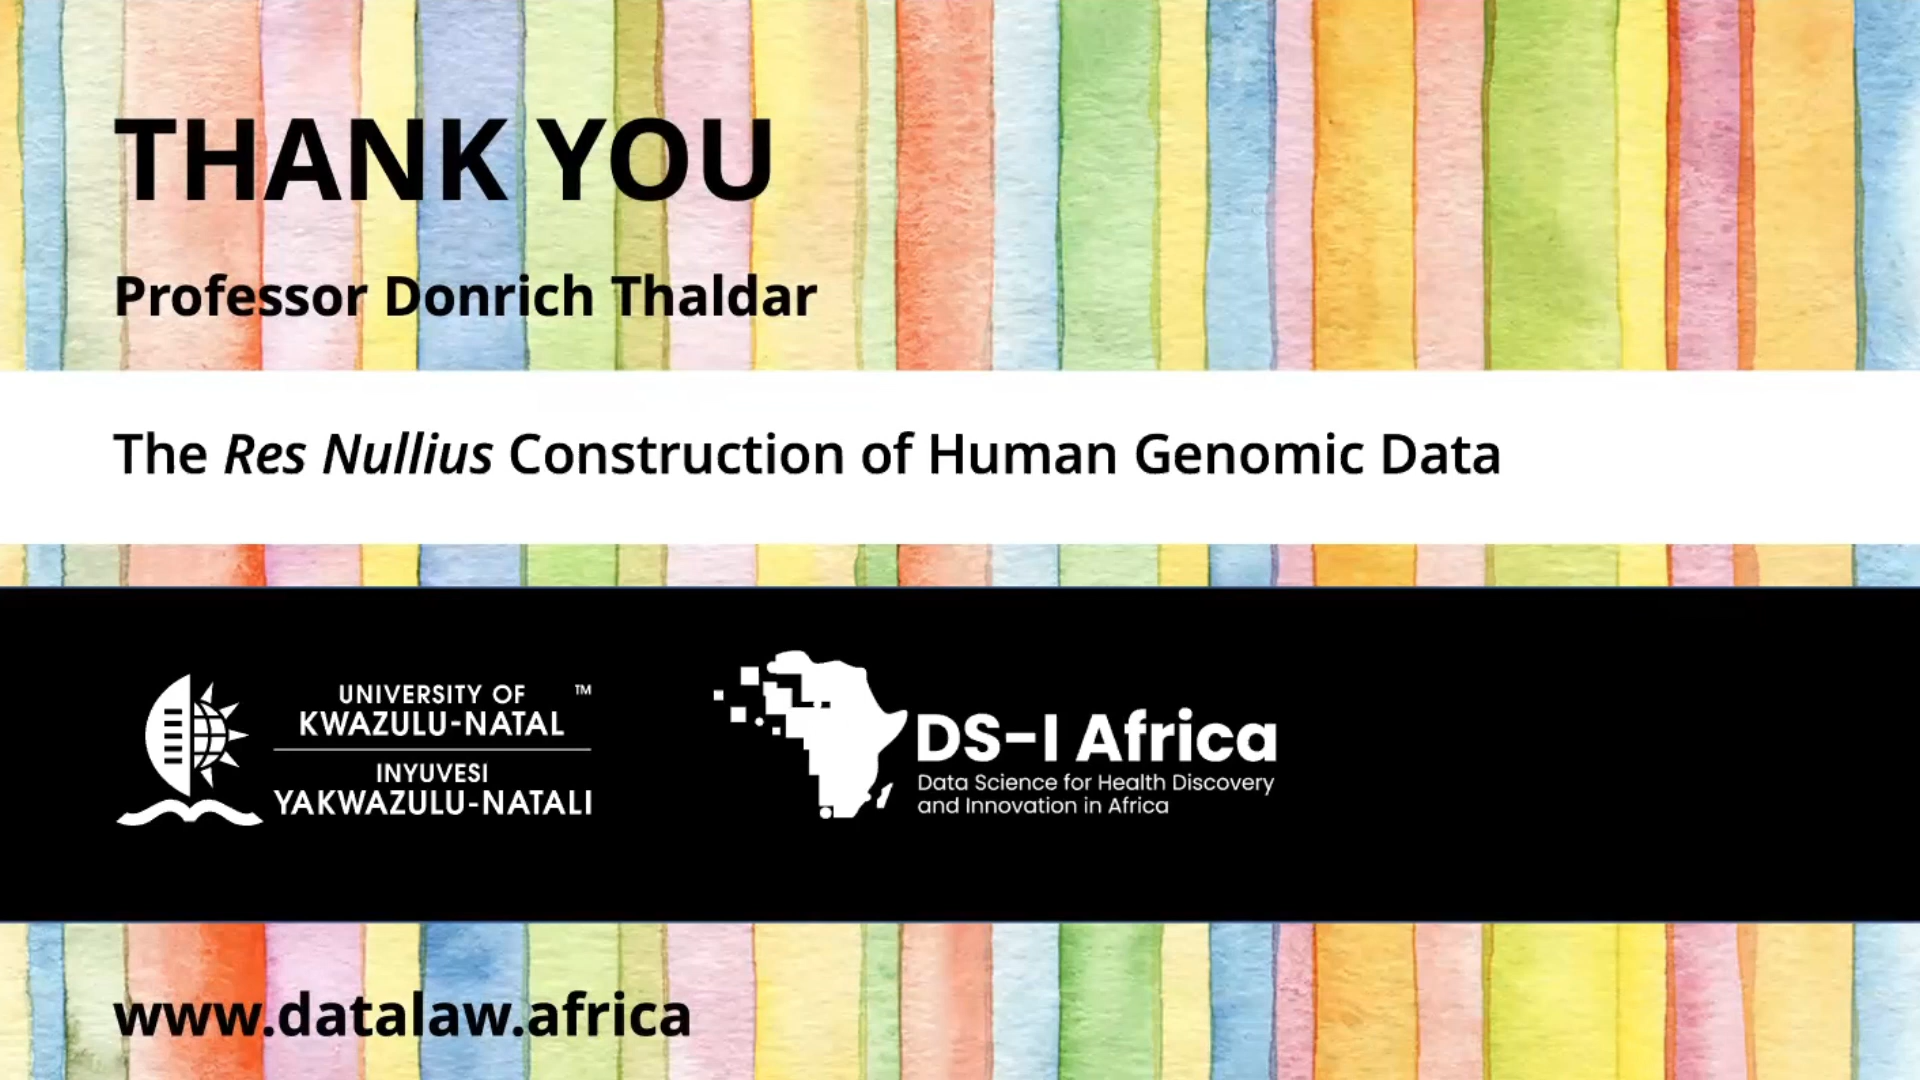 THANK YOU
Professor Donrich Thaldar
The Res Nullius Construction of Human Genomic Data
UNIVERSITY OF ™
KWAZULU-NATAL
INYUVESI
YAKWAZULU-NATALI
DS-I Africa
Data Science for Health Discovery
and Innovation in Africa
www.datalaw.africa